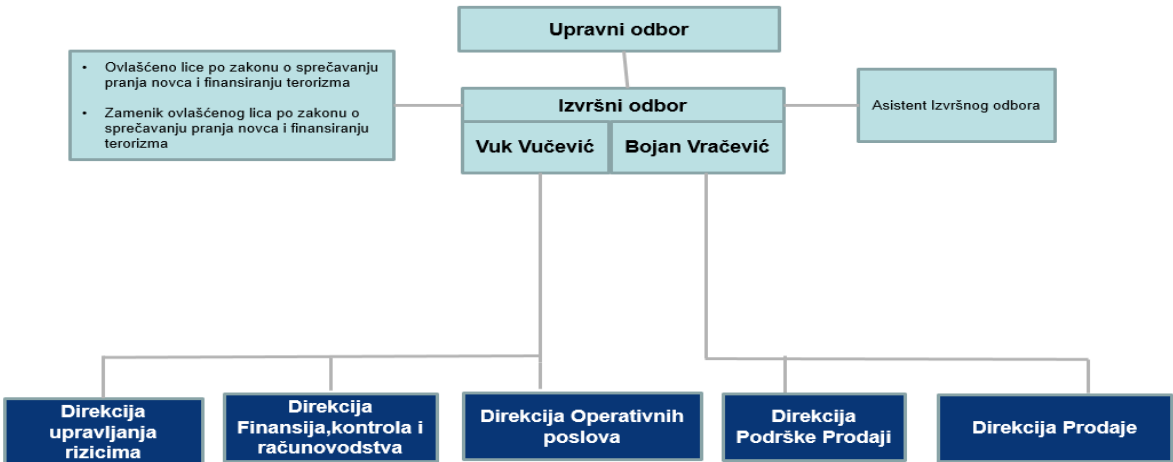 Upravni odbor
• Ovlašćeno lice po zakonu o sprečavanju
pranja novca i finansiranju terorizma
• Zamenik ovlašćenog lica po zakonu o
sprečavanju pranja novca i finansiranju
terorizma
Izvršni odbor
Vuk Vučević
Bojan Vračević
Asistent Izvršnog odbora
Direkcija
upravljanja
rizicima
Direkcija
Finansija,kontrola i
računovodstva
Direkcija Operativnih
poslova
Direkcija
Podrške Prodaji
Direkcija Prodaje